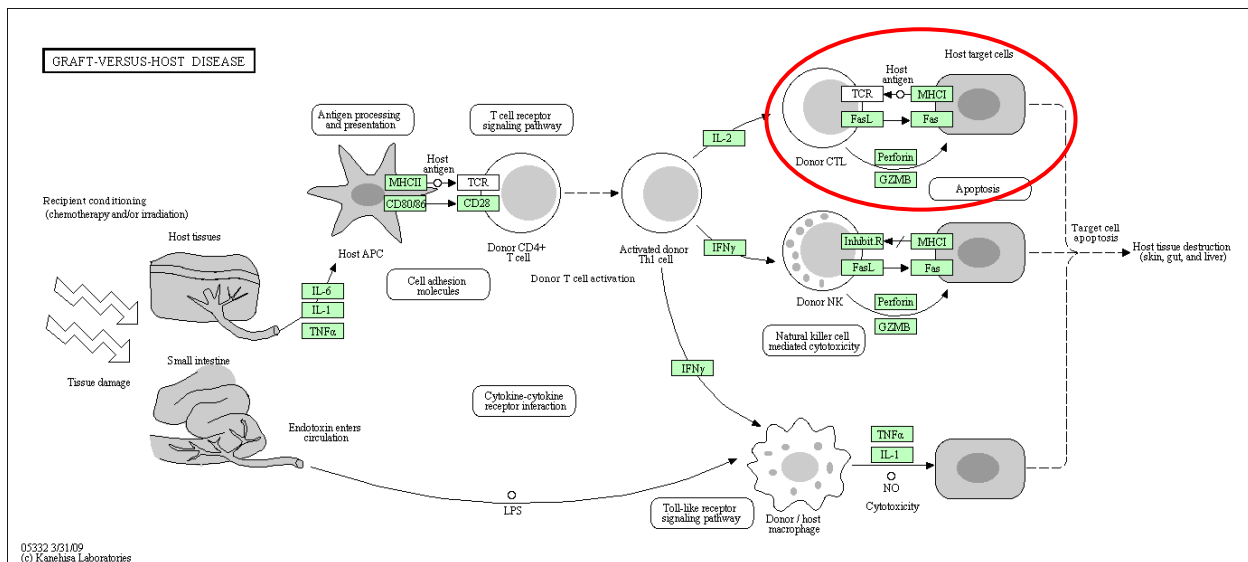 GRAFT-VERSUS-HOST DISEASE
Recipient conditioning
(chemotherapy and/or irradiation)
Host tissues
Tissue damage
Small intestine
Endotoxin enters
circulation
IL-6
IL-1
TNFα
Antigen processing
and presentation
T cell receptor
signaling pathway
Host
antigen
MHCII
TCR
CD80/86
CD28
Host APC
Donor CD4+
T cell
Cell adhesion
molecules
Donor T cell activation
Activated donor
Th1 cell
Cytokine-cytokine
receptor interaction
IL-2
IFNγ
IFNγ
LPS
Host target cells
Host
antigen
TCR
MHCI
FasL
Fas
Donor CTL
Perforin
GZMB
Apoptosis
Inhibit.R
MHCI
FasL
Fas
Donor NK
Perforin
GZMB
Natural killer cell
mediated cytotoxicity
Target cell
apoptosis
Host tissue destruction
(skin, gut, and liver)
TNFα
IL-1
NO
Cytotoxicity
Toll-like receptor
signaling pathway
Donor / host
macrophage
05332 3/31/09
(c) Kanehisa Laboratories